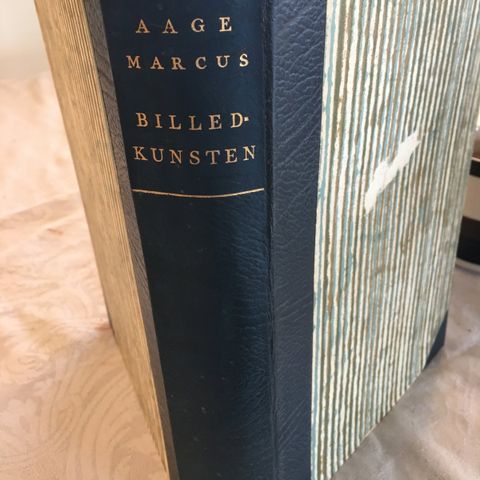 AAGE
MARCUS
BILLED-
KUNSTEN